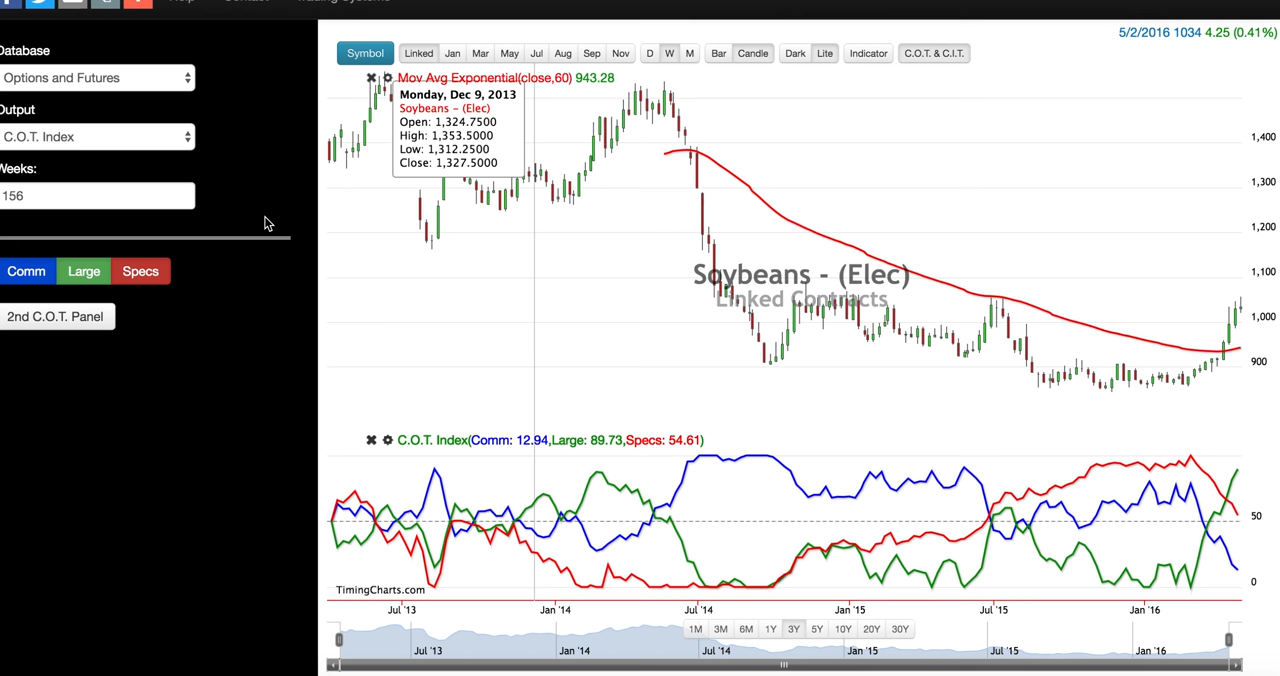 Help Contact Trading Systems
5/2/2016 1034 4.25 (0.41%)
Database
Options and Futures
Output
C.O.T. Index
Weeks:
156
Comm Large Specs
2nd C.O.T. Panel
Symbol Linked Jan Mar May Jul Aug Sep Nov D W M Bar Candle Dark Lite Indicator C.O.T. & C.I.T.
Mov Avg Exponential(close,60) 943.28
Monday, Dec 9, 2013
Soybeans - (Elec)
Open: 1,324.7500
High: 1,353.5000
Low: 1,312.2500
Close: 1,327.5000
1,400
1,300
1,200
1,100
1,000
900
Soybeans - (Elec)
Linked Contracts
C.O.T. Index(Comm: 12.94,Large: 89.73,Specs: 54.61)
50
0
TimingCharts.com
Jul '13 Jan '14 Jul '14 Jan '15 Jul '15 Jan '16
1M 3M 6M 1Y 3Y 5Y 10Y 20Y 30Y
Jul '13 Jan '14 Jul '14 Jan '15 Jul '15 Jan '16